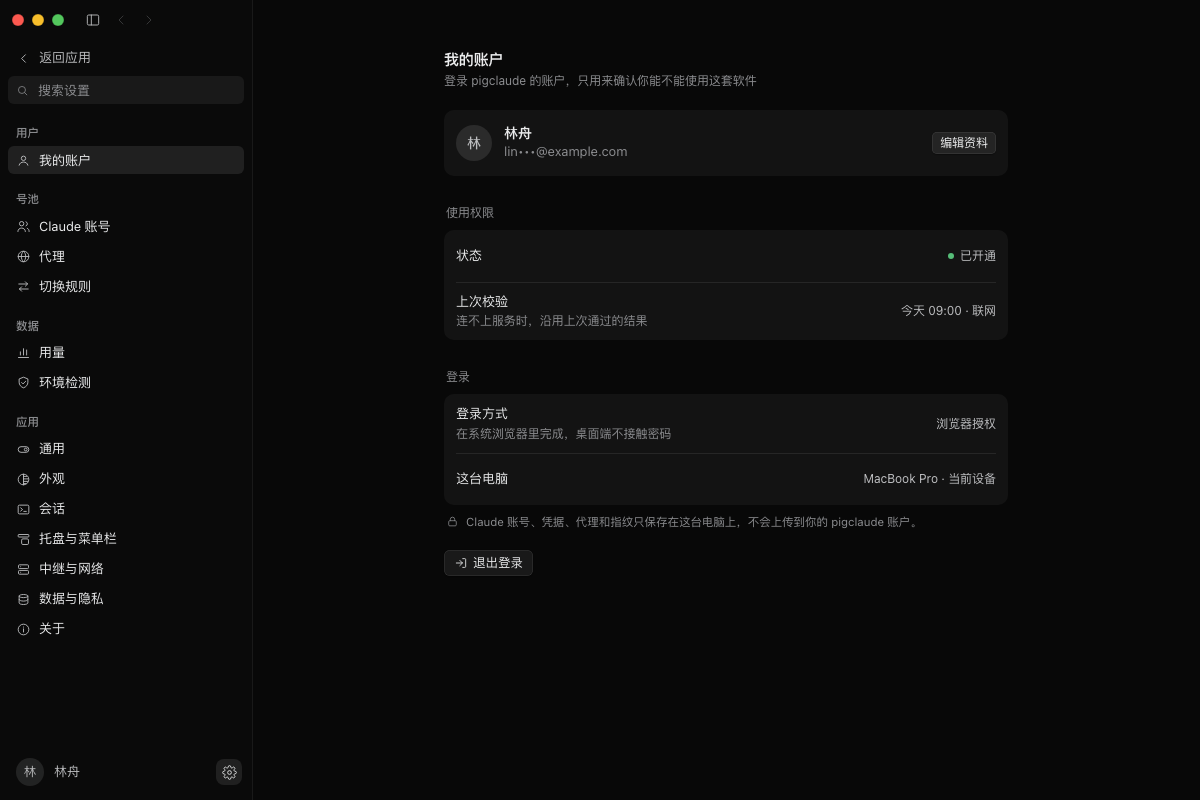 返回应用
搜索设置
用户
我的账户
号池
Claude 账号
代理
切换规则
数据
用量
环境检测
应用
通用
外观
会话
托盘与菜单栏
中继与网络
数据与隐私
关于
林
林舟
我的账户
登录 pigclaude 的账户，只用来确认你能不能使用这套软件
林
林舟
lin•••@example.com
编辑资料
使用权限
状态
已开通
上次校验
连不上服务时，沿用上次通过的结果
今天 09:00 · 联网
登录
登录方式
在系统浏览器里完成，桌面端不接触密码
浏览器授权
这台电脑
MacBook Pro · 当前设备
Claude 账号、凭据、代理和指纹只保存在这台电脑上，不会上传到你的 pigclaude 账户。
退出登录